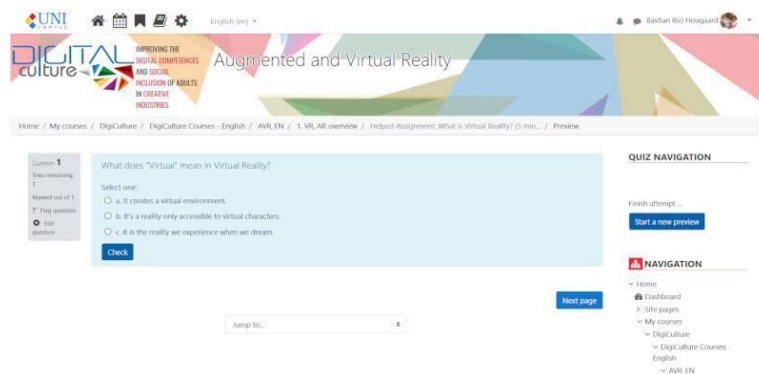 UNI
CAMPUS
English (en)
Bastian Ilso Hougaard
DIGITAL
culture
IMPROVING THE
DIGITAL COMPETENCES
AND SOCIAL
INCLUSION OF ADULTS
IN CREATIVE
INDUSTRIES
Augmented and Virtual Reality
Home / My courses / DigiCulture / DigiCulture Courses - English / AVR_EN / 1. VR, AR overview / Helped Assignment: What is Virtual Reality? (5 min... / Preview
Question 1
Tries remaining:
1
Marked out of 1
Flag question
Edit
question
What does "Virtual" mean in Virtual Reality?
Select one:
a. It creates a virtual environment.
b. It's a reality only accessible to virtual characters.
c. It is the reality we experience when we dream.
Check
Next page
Jump to...
QUIZ NAVIGATION
Finish attempt ...
Start a new preview
NAVIGATION
Home
Dashboard
Site pages
My courses
DigiCulture
DigiCulture Courses -
English
AVR_EN